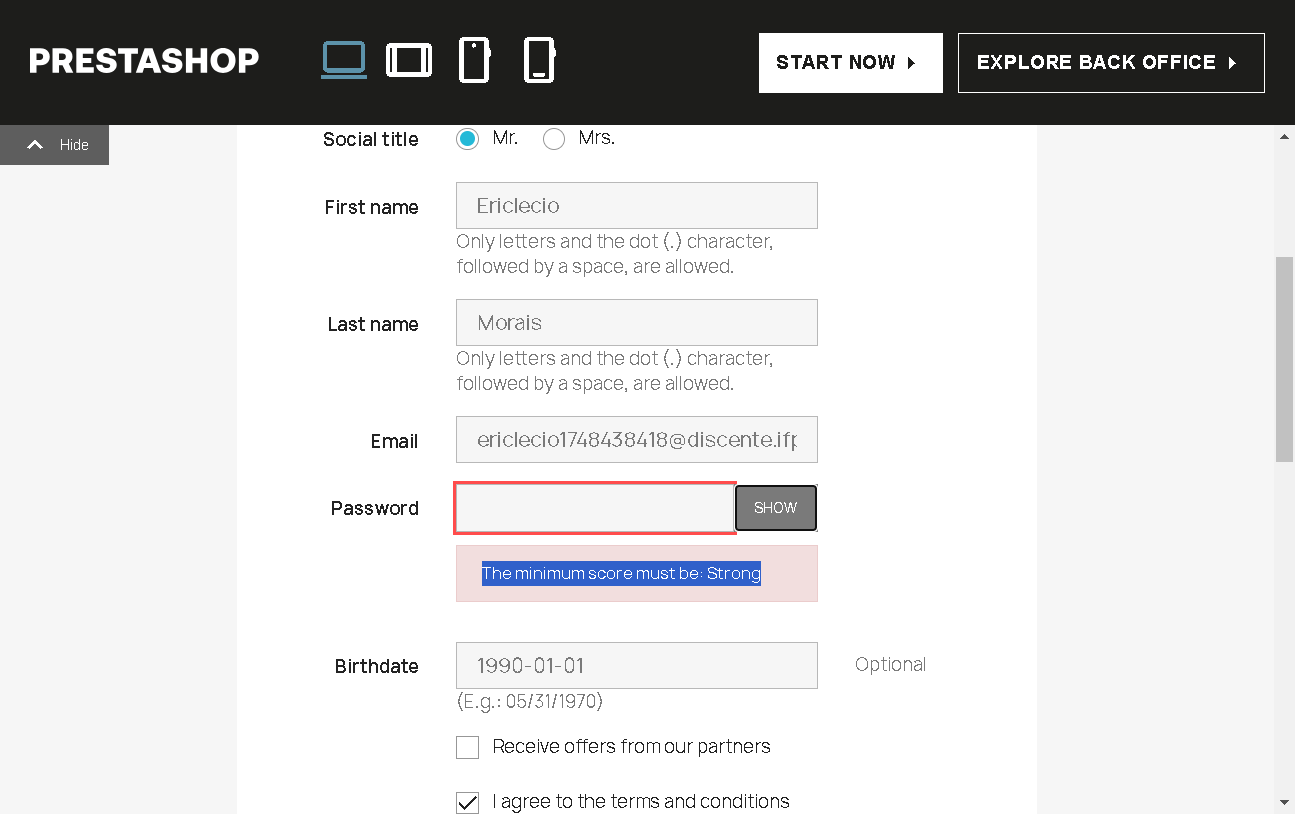 PRESTASHOP
START NOW
EXPLORE BACK OFFICE
Hide
Social title
Mr.
Mrs.
First name
Ericlecio
Only letters and the dot (.) character,
followed by a space, are allowed.
Last name
Morais
Only letters and the dot (.) character,
followed by a space, are allowed.
Email
ericlecio1748438418@discente.ifp
Password
SHOW
The minimum score must be: Strong
Birthdate
1990-01-01
Optional
(E.g.: 05/31/1970)
Receive offers from our partners
I agree to the terms and conditions